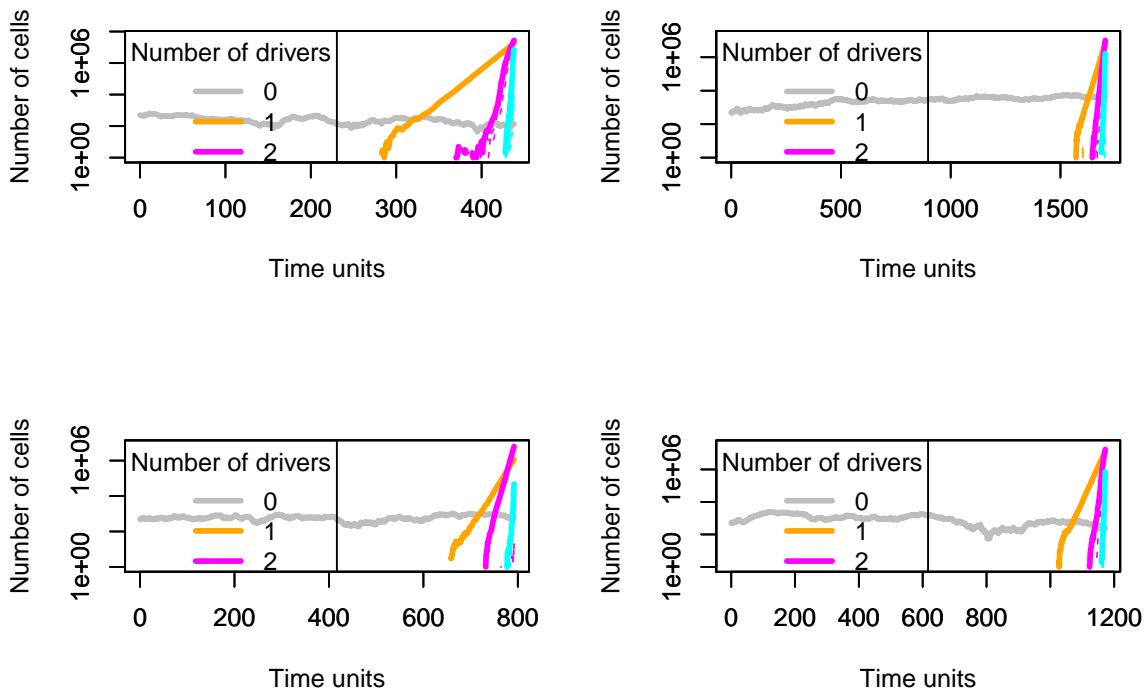 Number of cells
1e+00 1e+06
Number of drivers
0
1
2
0 100 200 300 400
Time units
Number of cells
1e+00 1e+06
Number of drivers
0
1
2
0 500 1000 1500
Time units
Number of cells
1e+00 1e+06
Number of drivers
0
1
2
0 200 400 600 800
Time units
Number of cells
1e+00 1e+06
Number of drivers
0
1
2
0 200 400 600 800 1200
Time units